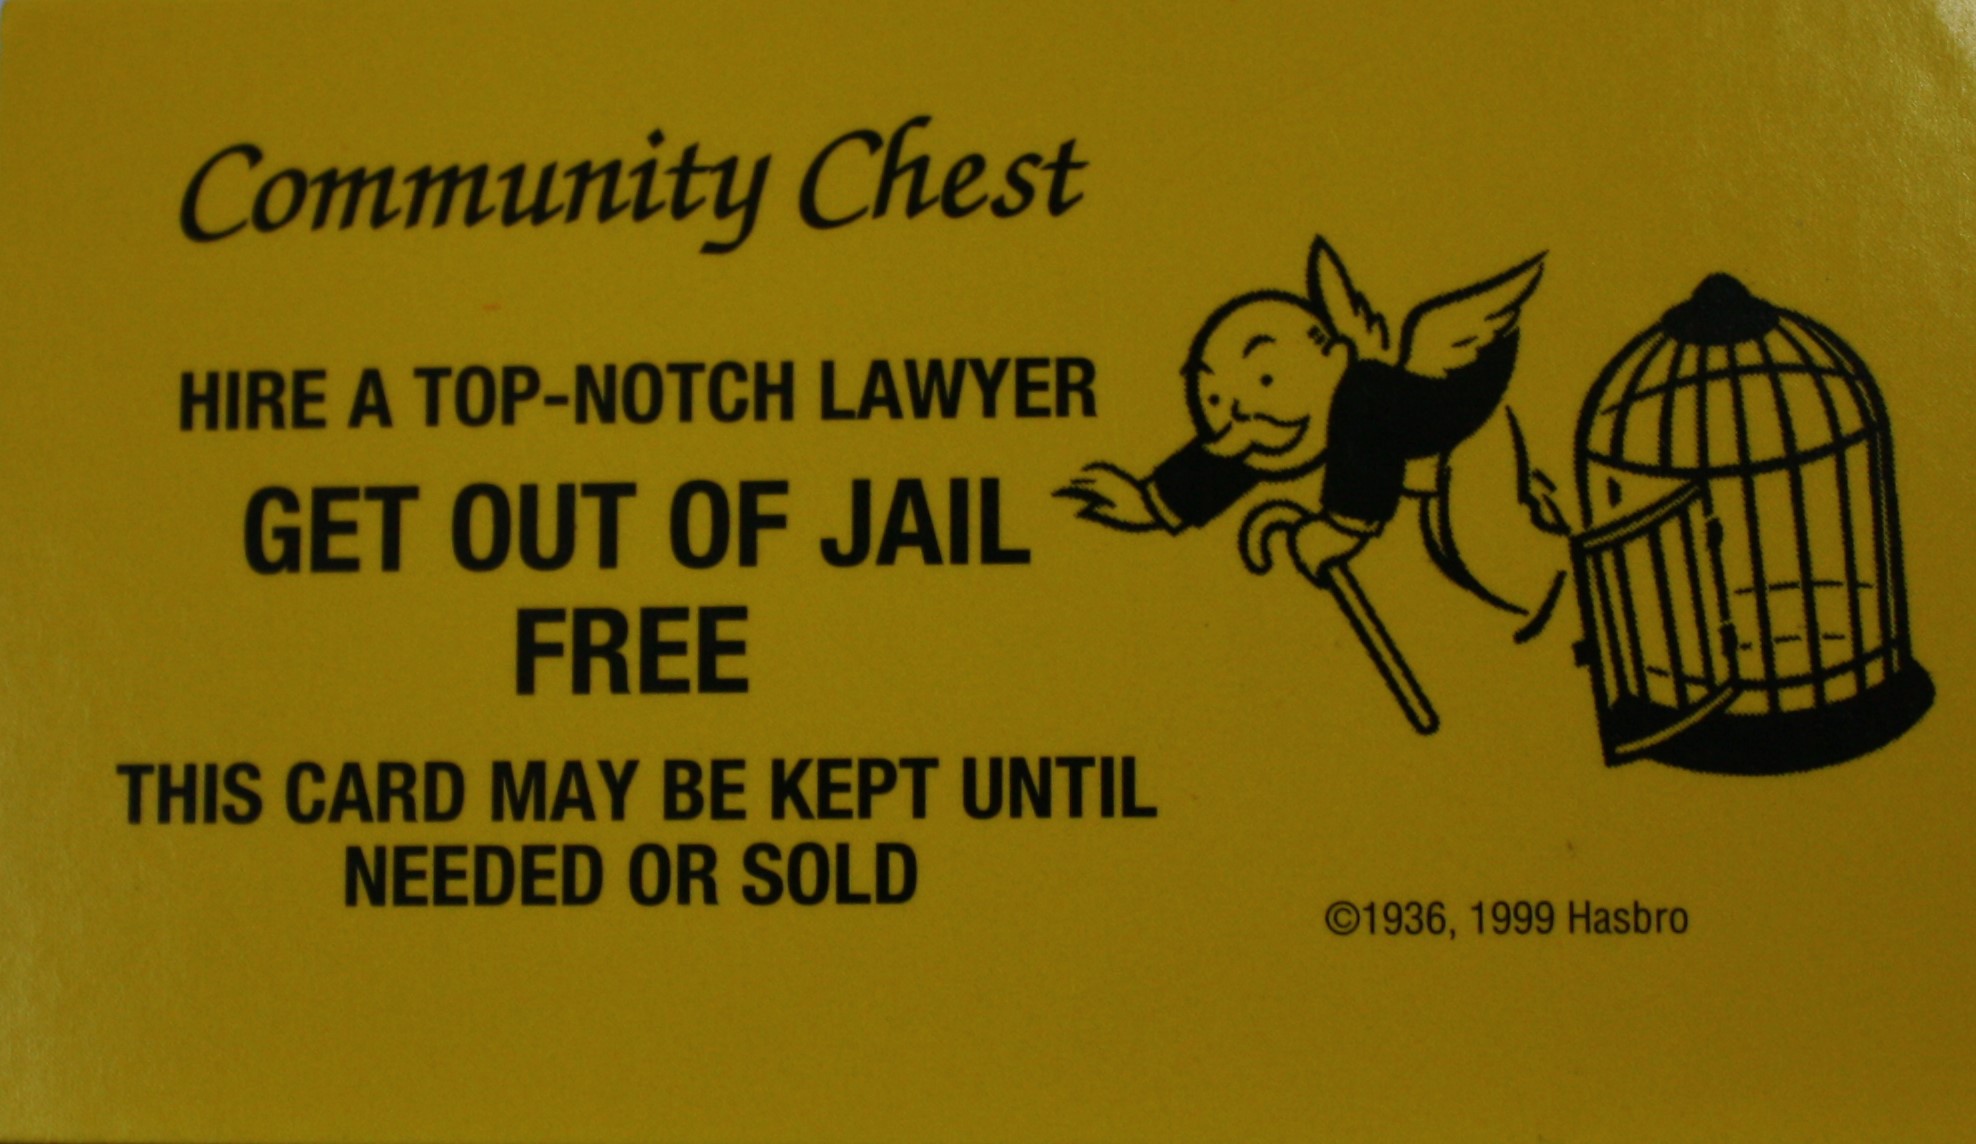 Community Chest
HIRE A TOP-NOTCH LAWYER
GET OUT OF JAIL
FREE
THIS CARD MAY BE KEPT UNTIL
NEEDED OR SOLD
©1936, 1999 Hasbro